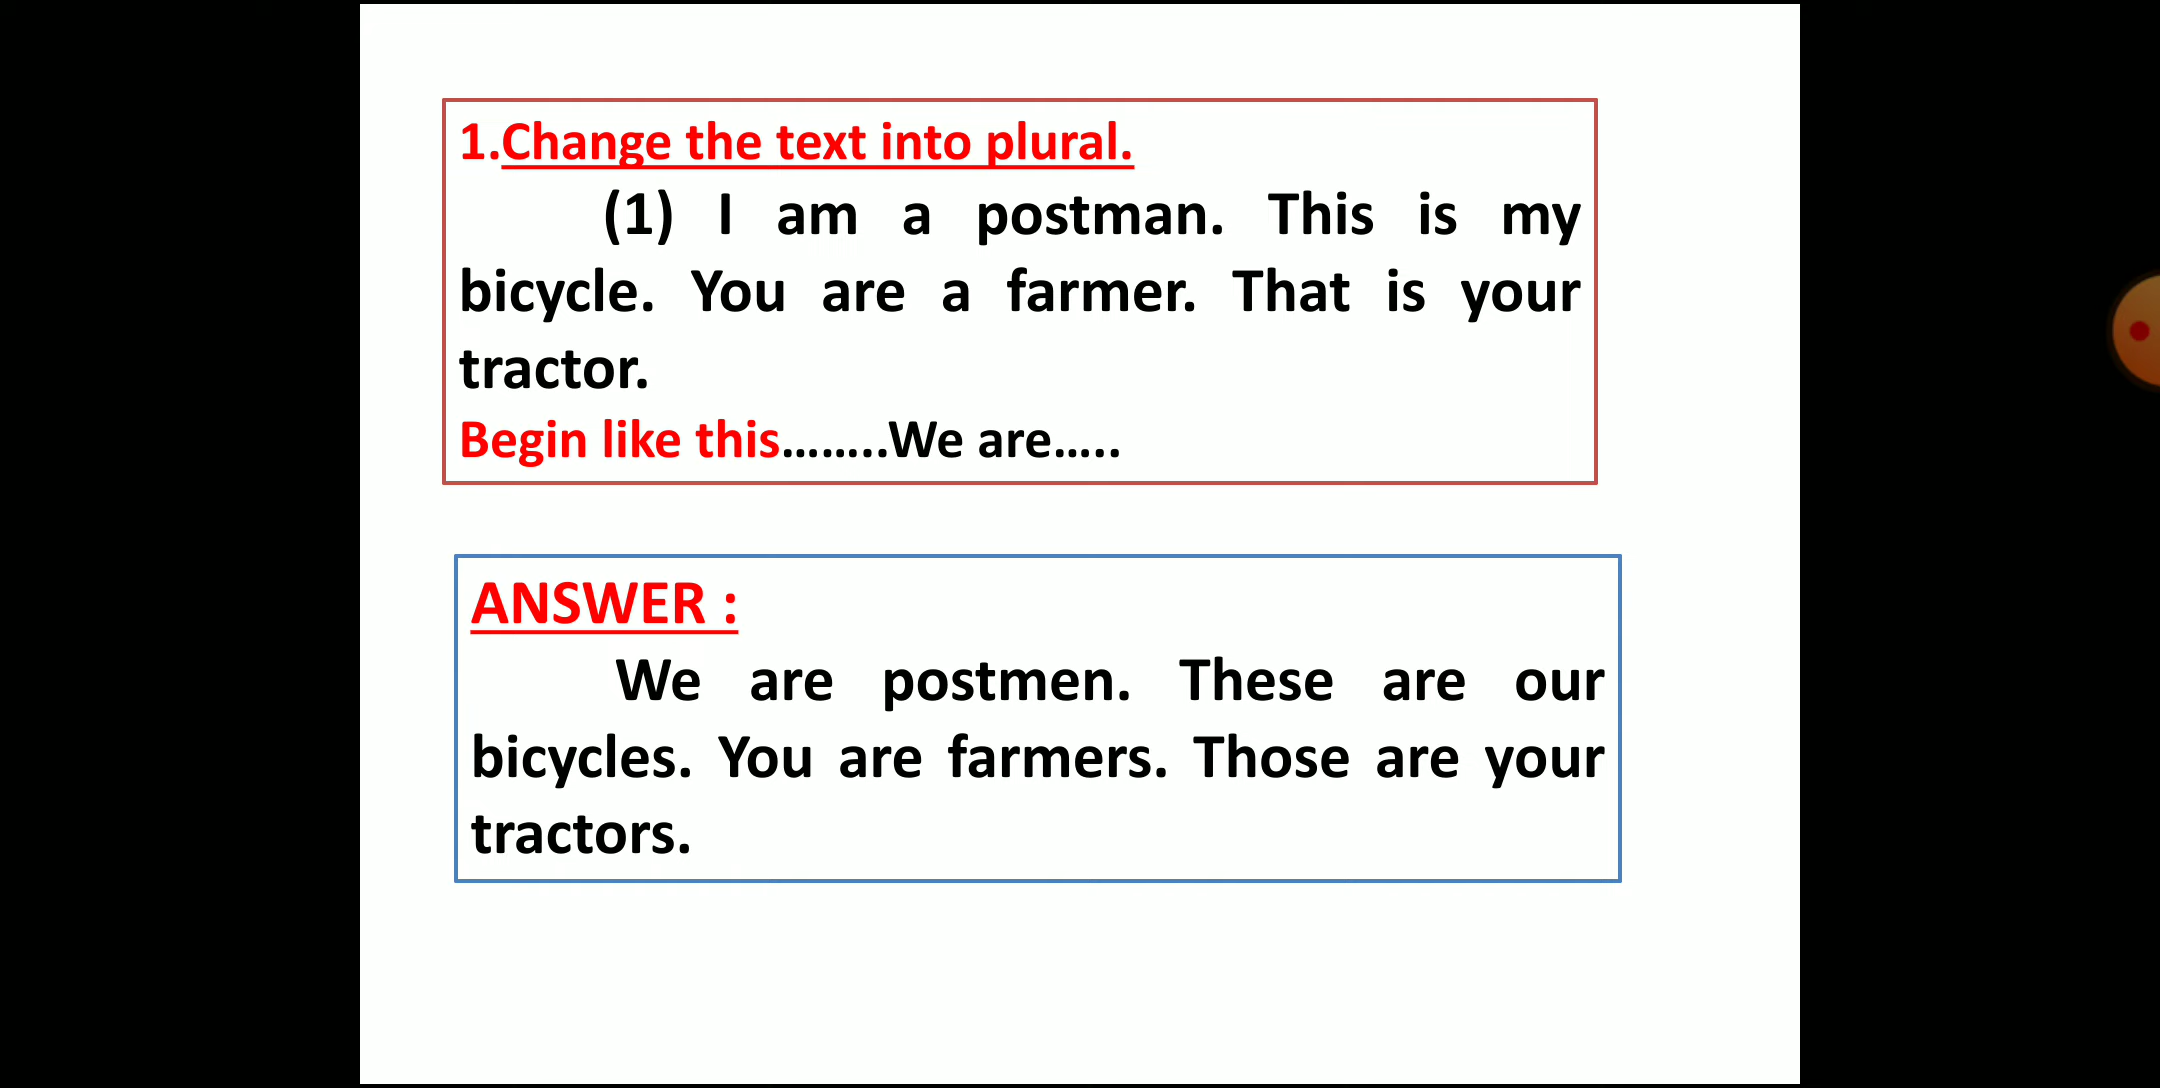 1.Change the text into plural.
(1) I am a postman. This is my
bicycle. You are a farmer. That is your
tractor.
Begin like this……..We are…..
ANSWER :
We are postmen. These are our
bicycles. You are farmers. Those are your
tractors.